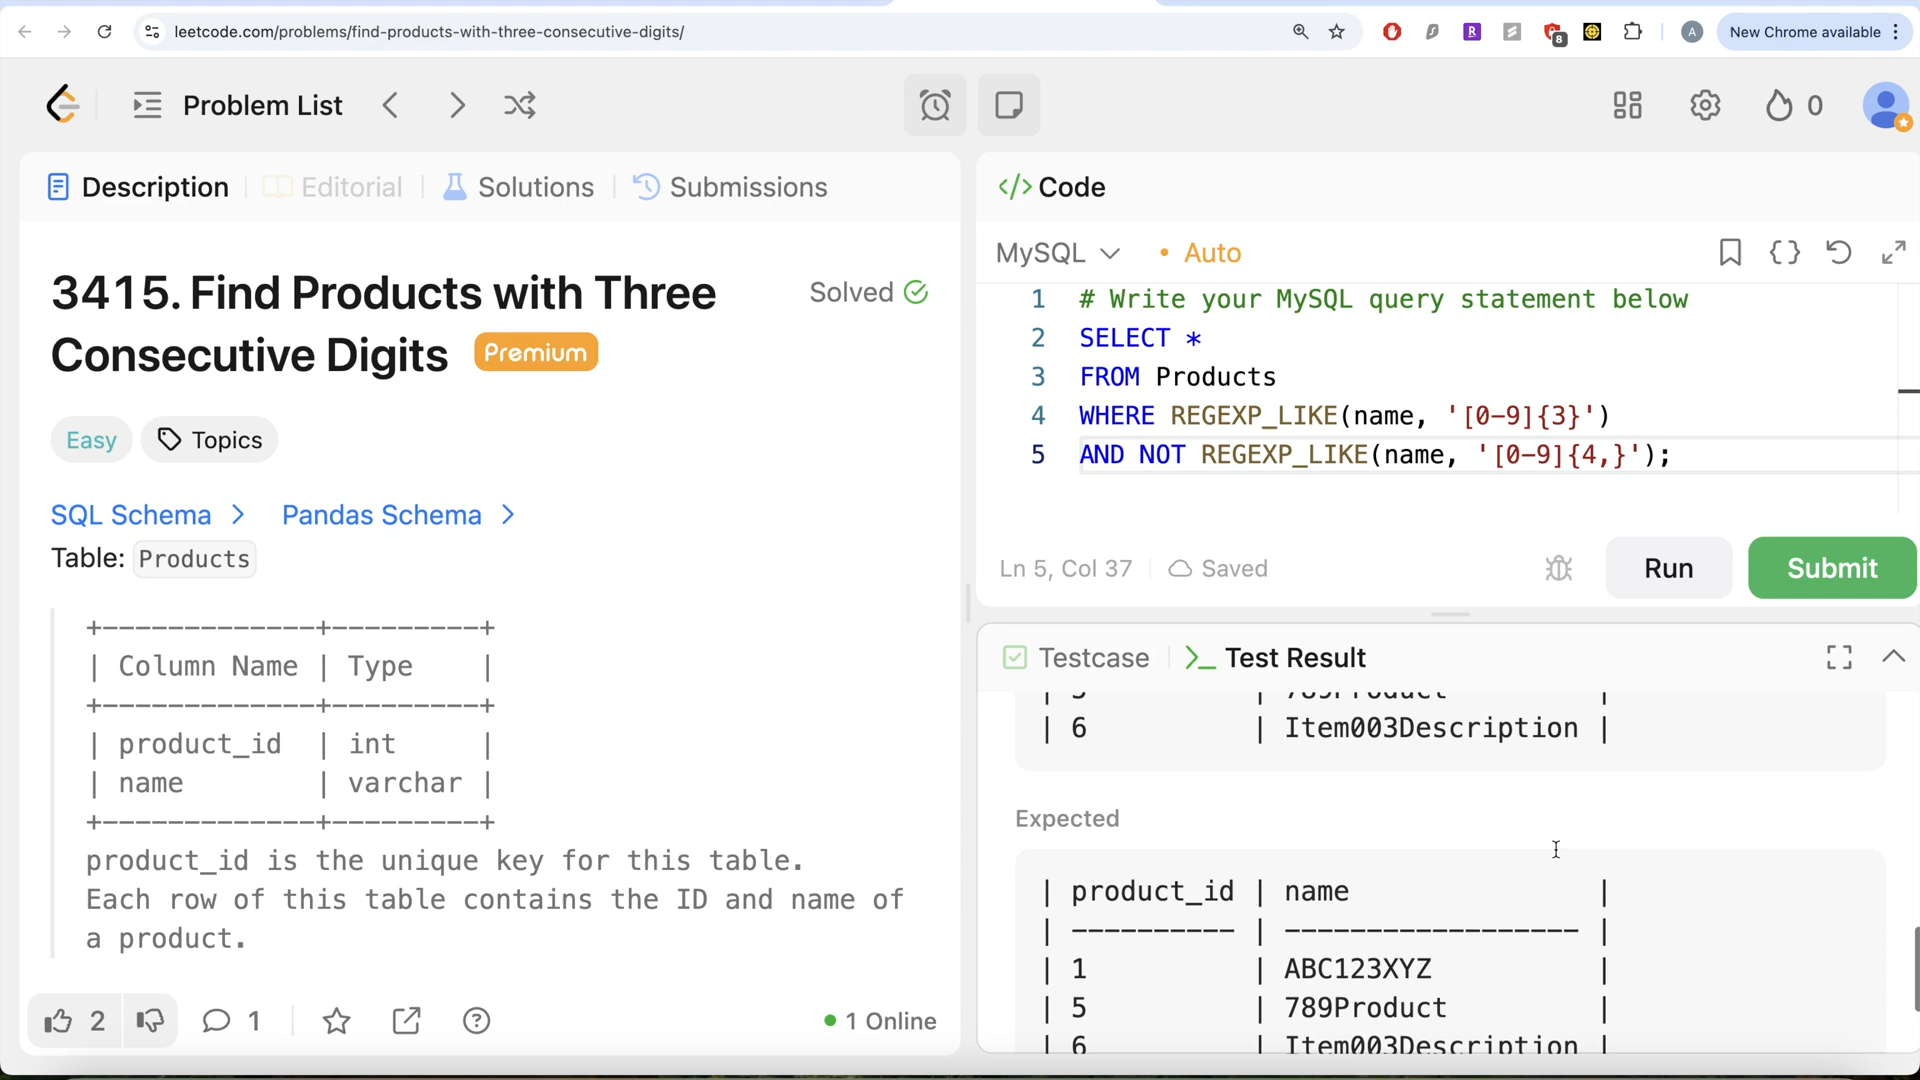 leetcode.com/problems/find-products-with-three-consecutive-digits/
R
8
A
New Chrome available
Problem List
0
Description
Editorial
Solutions
Submissions
3415. Find Products with Three
Consecutive Digits
Premium
Solved
Easy
Topics
SQL Schema
Pandas Schema
Table: Products
+-------------+---------+
| Column Name | Type    |
+-------------+---------+
| product_id  | int     |
| name        | varchar |
+-------------+---------+
product_id is the unique key for this table.
Each row of this table contains the ID and name of
a product.
2
1
1 Online
</> Code
MySQL
• Auto
1 # Write your MySQL query statement below
2 SELECT *
3 FROM Products
4 WHERE REGEXP_LIKE(name, '[0-9]{3}')
5 AND NOT REGEXP_LIKE(name, '[0-9]{4,}');
Ln 5, Col 37
Saved
Run
Submit
Testcase
Test Result
| 5          | 789Product         |
| 6          | Item003Description |
Expected
| product_id | name               |
| ---------- | ------------------ |
| 1          | ABC123XYZ          |
| 5          | 789Product         |
| 6          | Item003Description |